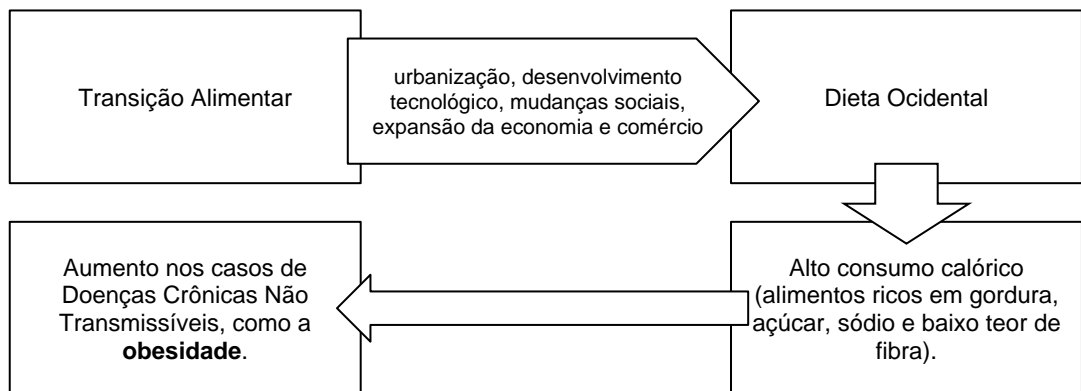 Transição Alimentar
urbanização, desenvolvimento
tecnológico, mudanças sociais,
expansão da economia e comércio
Dieta Ocidental
Alto consumo calórico
(alimentos ricos em gordura,
açúcar, sódio e baixo teor de
fibra).
Aumento nos casos de
Doenças Crônicas Não
Transmissíveis, como a
obesidade.